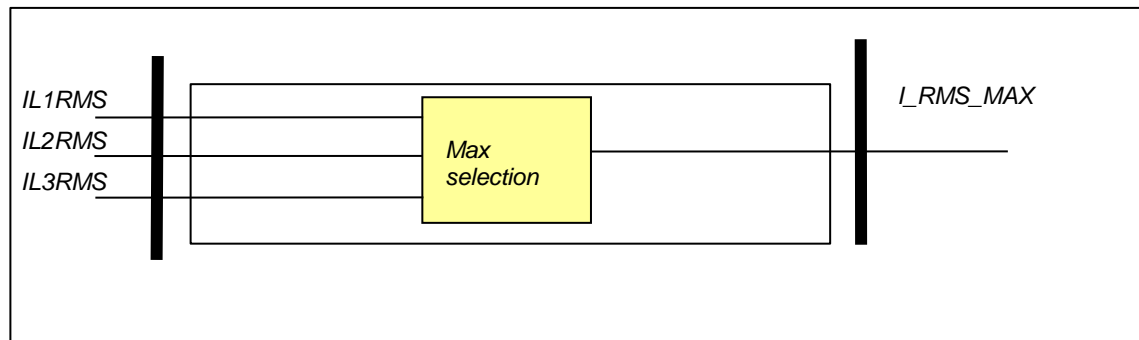 IL1RMS
IL2RMS
IL3RMS
Max
selection
I_RMS_MAX